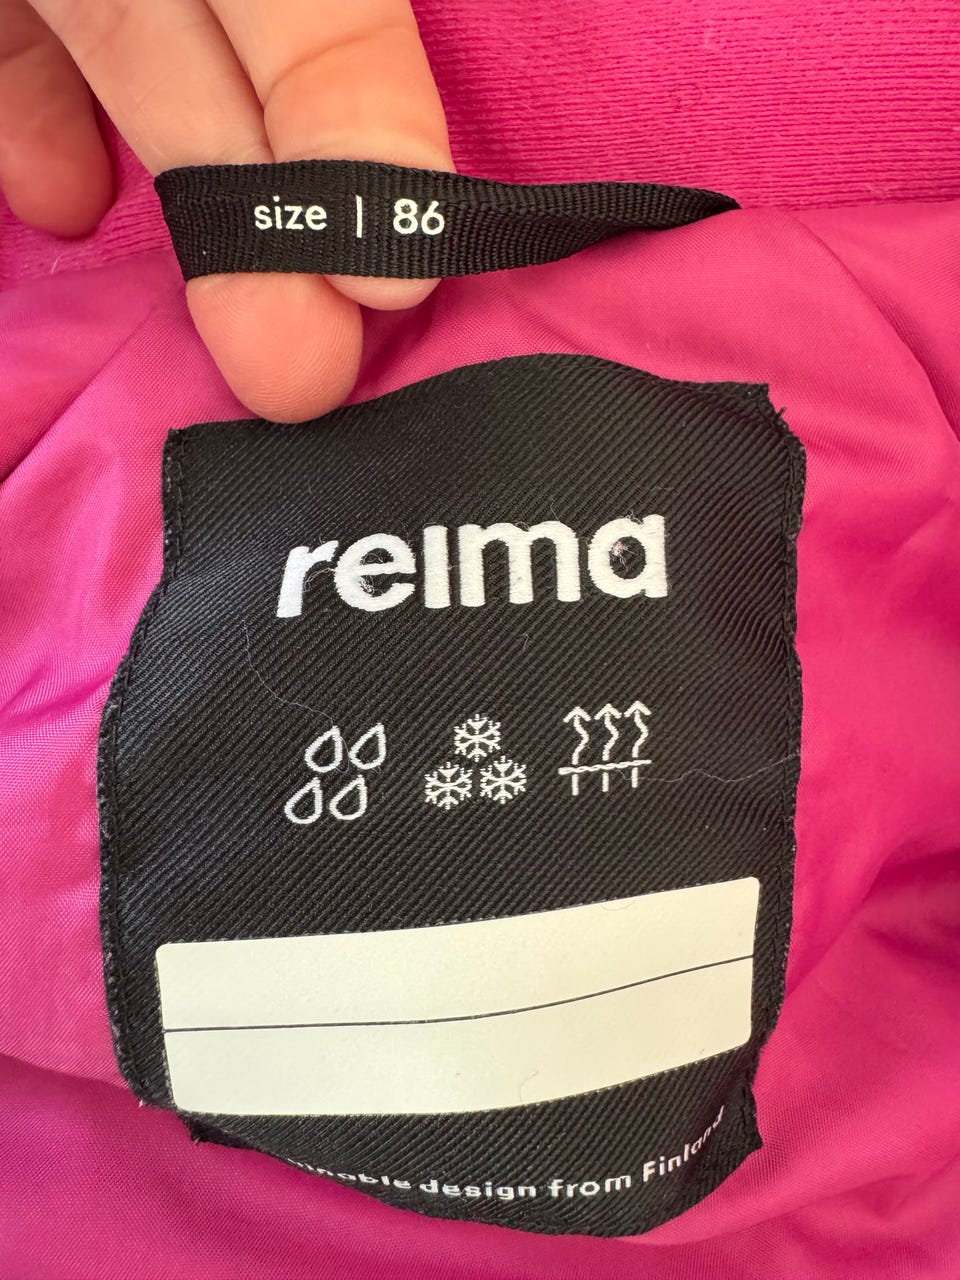 size | 86
reima
design from Finland